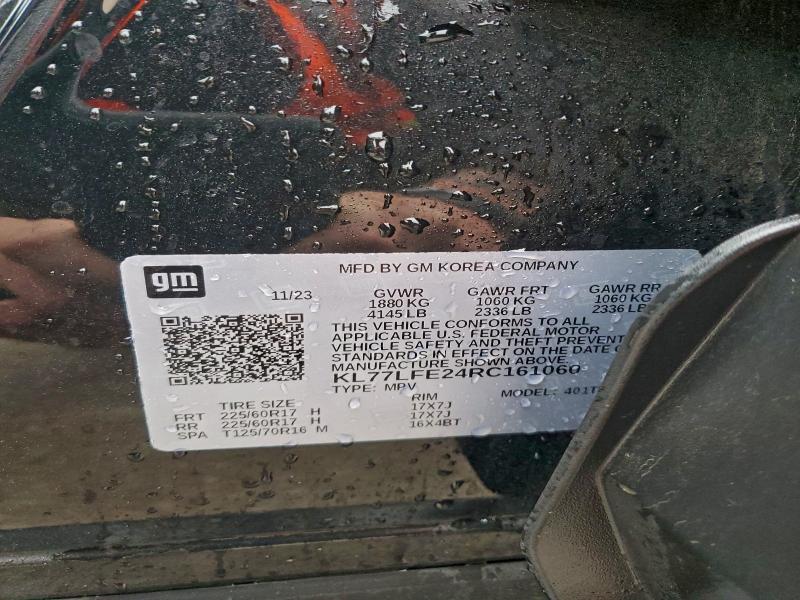 gm
MFD BY GM KOREA COMPANY
11/23 GVWR GAWR FRT GAWR RR
1880 KG 1060 KG 1060 KG
4145 LB 2336 LB 2336 LB
THIS VEHICLE CONFORMS TO ALL
APPLICABLE U.S. FEDERAL MOTOR
VEHICLE SAFETY AND THEFT PREVENT
STANDARDS IN EFFECT ON THE DATE
MANUFACTURE SHOWN ABOVE.
KL77LFE24RC161060
TYPE: MPV MODEL: 401T
TIRE SIZE RIM
FRT 225/60R17 H 17X7J
RR 225/60R17 H 17X7J
SPA T125/70R16 M 16X4BT